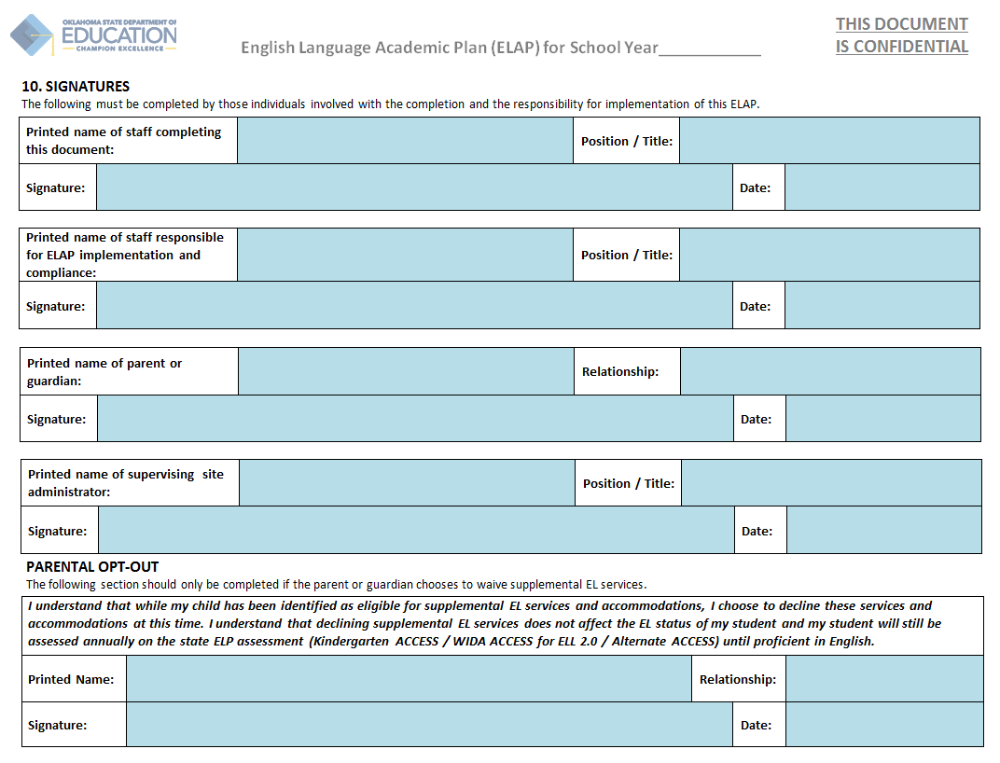 OKLAHOMA STATE DEPARTMENT OF
EDUCATION
CHAMPION EXCELLENCE
English Language Academic Plan (ELAP) for School Year____________
THIS DOCUMENT
IS CONFIDENTIAL
10. SIGNATURES
The following must be completed by those individuals involved with the completion and the responsibility for implementation of this ELAP.
Printed name of staff completing
this document:
Position / Title:
Signature:
Date:
Printed name of staff responsible
for ELAP implementation and
compliance:
Position / Title:
Signature:
Date:
Printed name of parent or
guardian:
Relationship:
Signature:
Date:
Printed name of supervising site
administrator:
Position / Title:
Signature:
Date:
PARENTAL OPT-OUT
The following section should only be completed if the parent or guardian chooses to waive supplemental EL services.
I understand that while my child has been identified as eligible for supplemental EL services and accommodations, I choose to decline these services and
accommodations at this time. I understand that declining supplemental EL services does not affect the EL status of my student and my student will still be
assessed annually on the state ELP assessment (Kindergarten ACCESS / WIDA ACCESS for ELL 2.0 / Alternate ACCESS) until proficient in English.
Printed Name:
Relationship:
Signature:
Date: